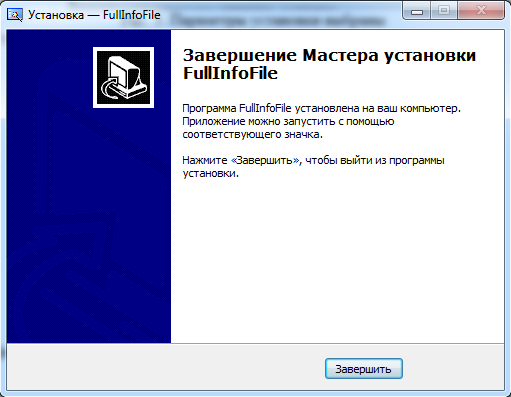 Установка — FullInfoFile
Завершение Мастера установки
FullInfoFile
Программа FullInfoFile установлена на ваш компьютер.
Приложение можно запустить с помощью
соответствующего значка.
Нажмите «Завершить», чтобы выйти из программы
установки.
Завершить